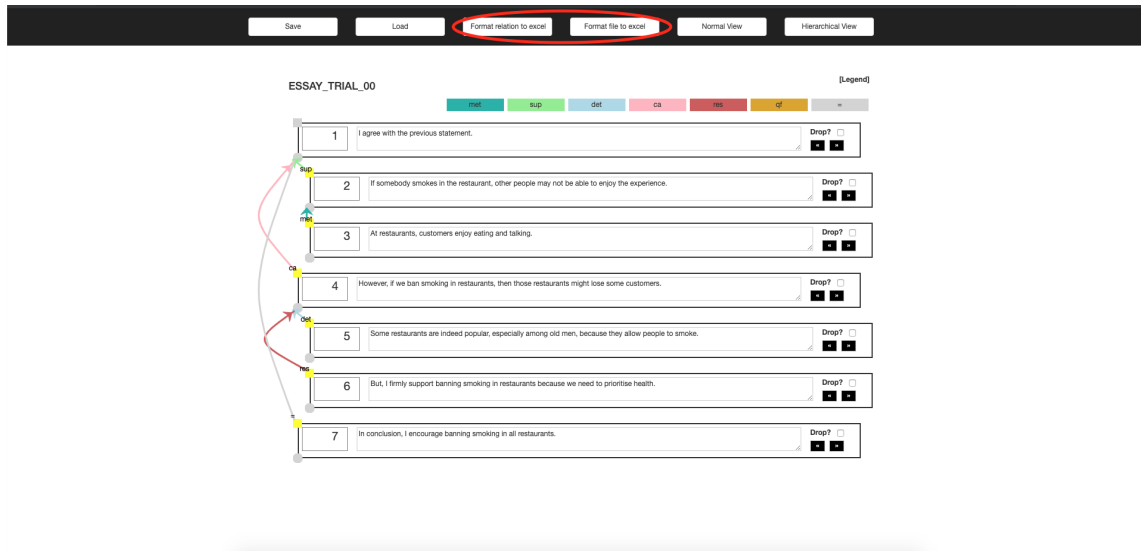 Save Load Format relation to excel Format file to excel Normal View Hierarchical View
[Legend]
ESSAY_TRIAL_00
met sup det ca res qf =
1 I agree with the previous statement. Drop?
« »
sup
2 If somebody smokes in the restaurant, other people may not be able to enjoy the experience. Drop?
« »
met
3 At restaurants, customers enjoy eating and talking. Drop?
« »
ca
4 However, if we ban smoking in restaurants, then those restaurants might lose some customers. Drop?
« »
det
5 Some restaurants are indeed popular, especially among old men, because they allow people to smoke. Drop?
« »
res
6 But, I firmly support banning smoking in restaurants because we need to prioritise health. Drop?
« »
=
7 In conclusion, I encourage banning smoking in all restaurants. Drop?
« »